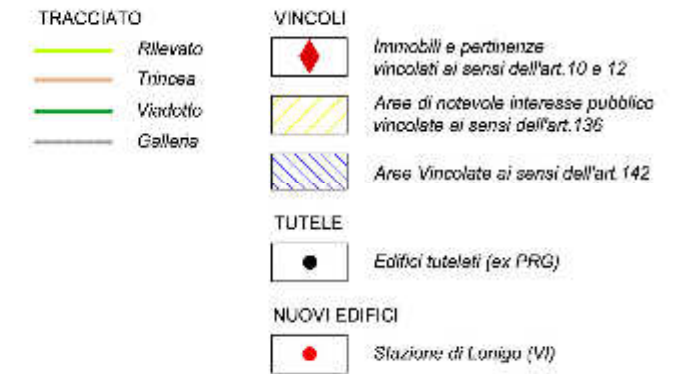 TRACCIATO
Rilevato
Trincea
Viadotto
Galleria
VINCOLI
Immobili e pertinenze
vincolati ai sensi dell'art.10 e 12
Aree di notevole interesse pubblico
vincolate ai sensi dell'art.136
Aree Vincolate ai sensi dell'art.142
TUTELE
Edifici tutelati (ex PRG)
NUOVI EDIFICI
Stazione di Lonigo (VI)